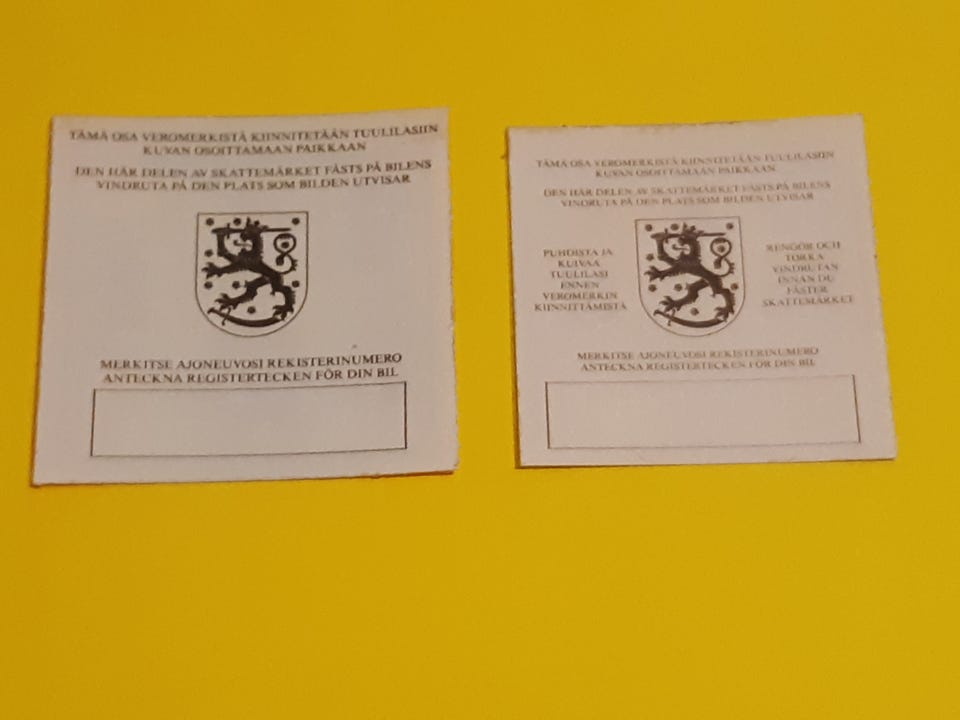 TÄMÄ OSA VEROMERKISTÄ KIINNITETÄÄN TUULILASIIN
KUVAN OSOITTAMAAN PAIKKAAN
DEN HÄR DELEN AV SKATTEMÄRKET FÄSTS PÅ BILENS
VINDRUTA PÅ DEN PLATS SOM BILDEN UTVISAR
MERKITSE AJONEUVOSI REKISTERINUMERO
ANTECKNA REGISTERTECKEN FÖR DIN BIL
TÄMÄ OSA VEROMERKISTÄ KIINNITETÄÄN TUULILASIIN
KUVAN OSOITTAMAAN PAIKKAAN
DEN HÄR DELEN AV SKATTEMÄRKET FÄSTS PÅ BILENS
VINDRUTA PÅ DEN PLATS SOM BILDEN UTVISAR
PUHDISTA JA
KUIVAA
TUULILASI
ENNEN
VEROMERKIN
KIINNITTÄMISTÄ
RENGÖR OCH
TORKA
VINDRUTAN
INNAN DU
FÄSTER
SKATTEMÄRKET
MERKITSE AJONEUVOSI REKISTERINUMERO
ANTECKNA REGISTERTECKEN FÖR DIN BIL